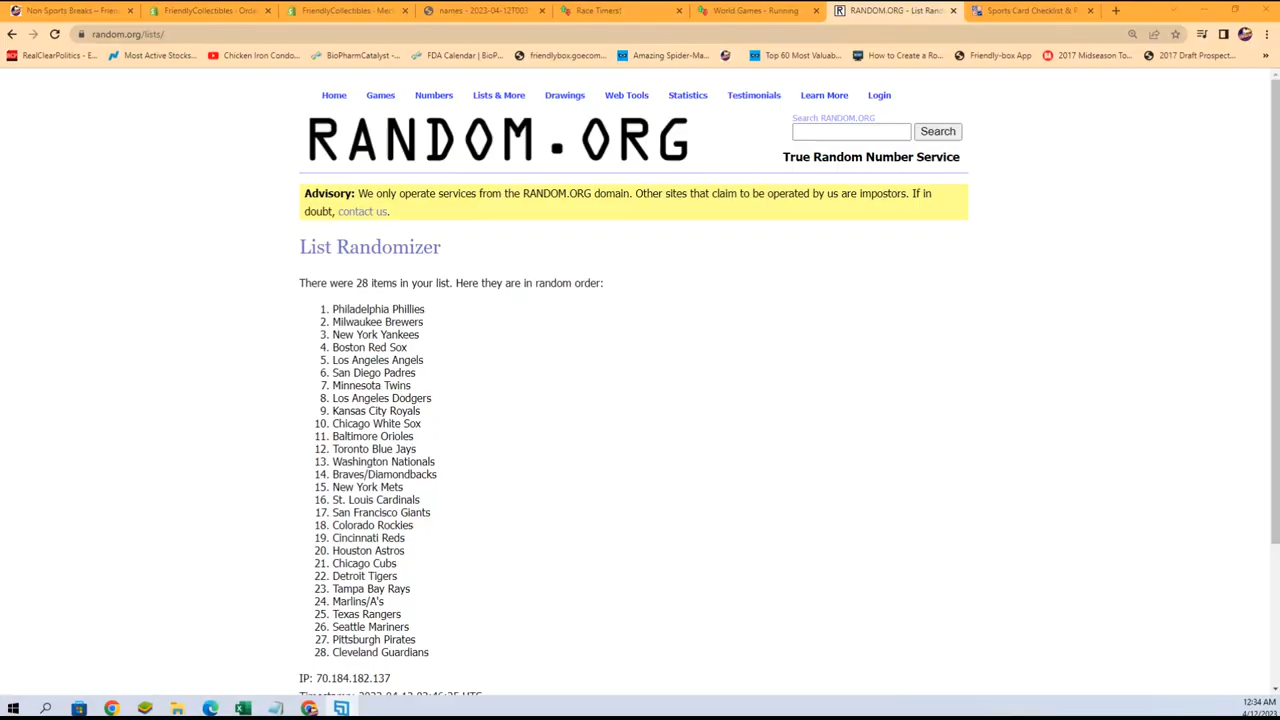 Non Sports Breaks – Frien
FriendlyCollectibles - Orde
FriendlyCollectibles - Mer
names - 2023-04-12T003
Race Timers!
World Games - Running
RANDOM.ORG - List Rand
Sports Card Checklist & P
random.org/lists/
RealClearPolitics - E...
Most Active Stocks...
Chicken Iron Condo...
BioPharmCatalyst -...
FDA Calendar | BioP...
friendlybox.goecom...
Amazing Spider-Ma...
Top 60 Most Valuab...
How to Create a Ro...
Friendly-box App
2017 Midseason To...
2017 Draft Prospect...
»
Home Games Numbers Lists & More Drawings Web Tools Statistics Testimonials Learn More Login
Search RANDOM.ORG
RANDOM.ORG
Search
True Random Number Service
Advisory: We only operate services from the RANDOM.ORG domain. Other sites that claim to be operated by us are impostors. If in
doubt, contact us.
List Randomizer
There were 28 items in your list. Here they are in random order:
1. Philadelphia Phillies
2. Milwaukee Brewers
3. New York Yankees
4. Boston Red Sox
5. Los Angeles Angels
6. San Diego Padres
7. Minnesota Twins
8. Los Angeles Dodgers
9. Kansas City Royals
10. Chicago White Sox
11. Baltimore Orioles
12. Toronto Blue Jays
13. Washington Nationals
14. Braves/Diamondbacks
15. New York Mets
16. St. Louis Cardinals
17. San Francisco Giants
18. Colorado Rockies
19. Cincinnati Reds
20. Houston Astros
21. Chicago Cubs
22. Detroit Tigers
23. Tampa Bay Rays
24. Marlins/A's
25. Texas Rangers
26. Seattle Mariners
27. Pittsburgh Pirates
28. Cleveland Guardians
IP: 70.184.182.137
12:34 AM
4/12/2023